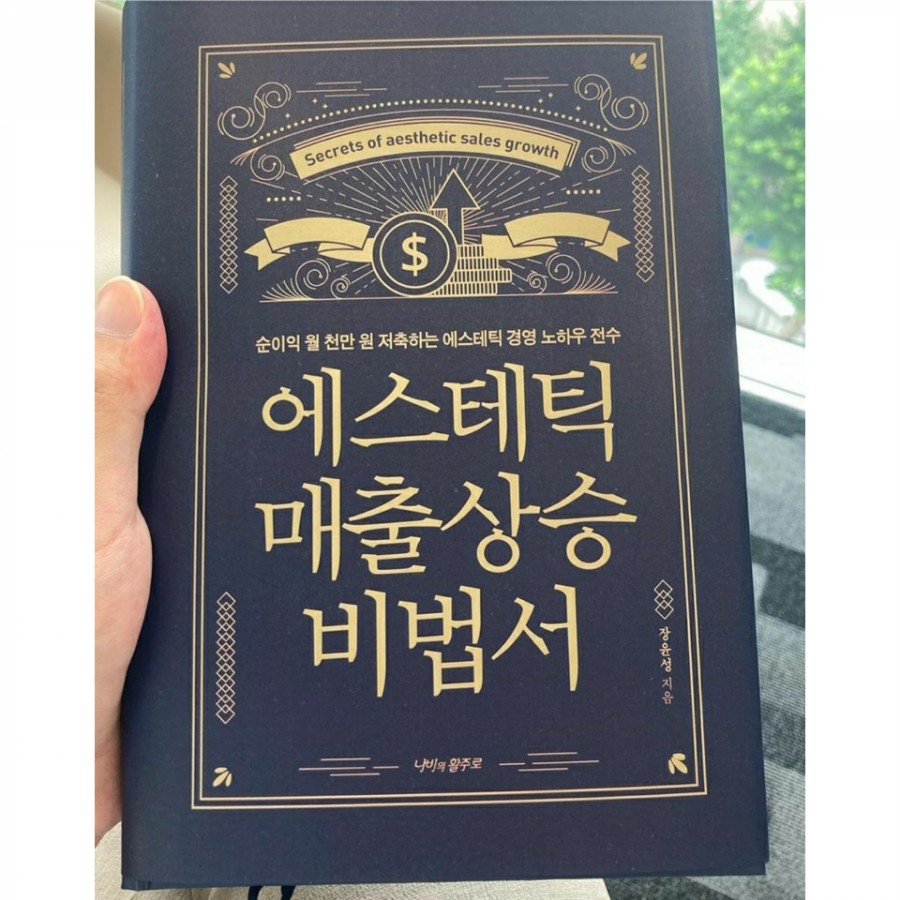 Secrets of aesthetic sales growth
$
순이익 월 천만 원 저축하는 에스테틱 경영 노하우 전수
에스테틱
매출상승
비법서
장윤성 지음
나비의 활주로